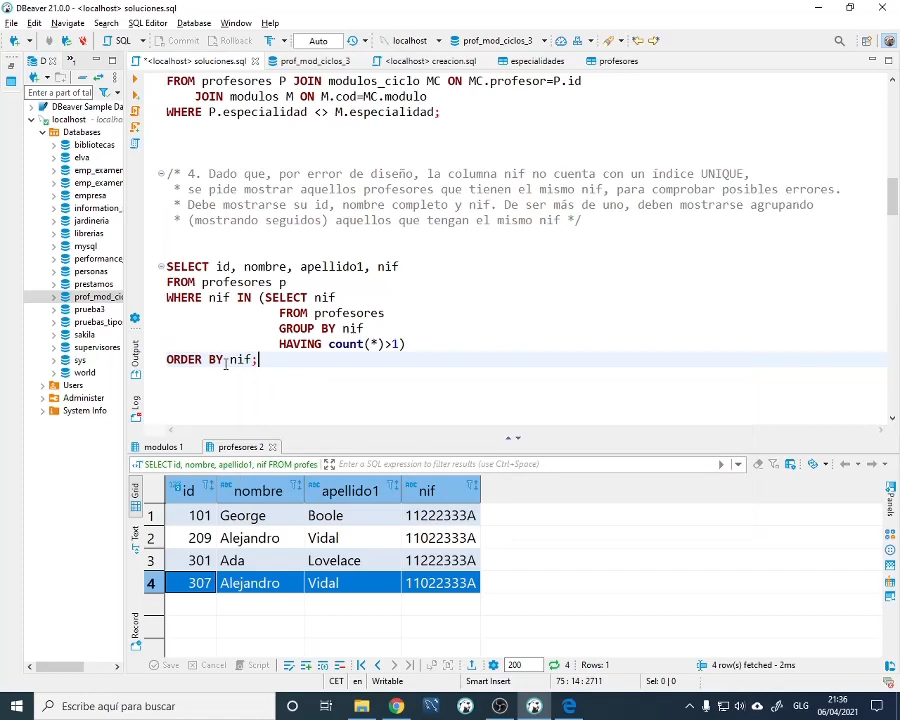 DBeaver 21.0.0 - *<localhost> soluciones.sql
File Edit Navigate Search SQL Editor Database Window Help
SQL Commit Rollback Auto localhost prof_mod_ciclos_3
D *<localhost> soluciones.sql prof_mod_ciclos_3 <localhost> creacion.sql especialidades profesores
Enter a part of tal
DBeaver Sample Da
localhost - localho
Databases
bibliotecas
elva
emp_examen
emp_examen
empresa
information_
jardineria
librerias
mysql
performance_
personas
prestamos
prof_mod_cic
prueba3
pruebas_tipo
sakila
supervisores
sys
world
Users
Administer
System Info
FROM profesores P JOIN modulos_ciclo MC ON MC.profesor=P.id
JOIN modulos M ON M.cod=MC.modulo
WHERE P.especialidad <> M.especialidad;
/* 4. Dado que, por error de diseño, la columna nif no cuenta con un índice UNIQUE,
* se pide mostrar aquellos profesores que tienen el mismo nif, para comprobar posibles errores.
* Debe mostrarse su id, nombre completo y nif. De ser más de uno, deben mostrarse agrupando
* (mostrando seguidos) aquellos que tengan el mismo nif */
SELECT id, nombre, apellido1, nif
FROM profesores p
WHERE nif IN (SELECT nif
FROM profesores
GROUP BY nif
HAVING count(*)>1)
ORDER BY nif;
Output
Log
modulos 1 profesores 2
SELECT id, nombre, apellido1, nif FROM profes Enter a SQL expression to filter results (use Ctrl+Space)
Grid
Text
Record
Panels
id nombre apellido1 nif
1 101 George Boole 11222333A
2 209 Alejandro Vidal 11022333A
3 301 Ada Lovelace 11222333A
4 307 Alejandro Vidal 11022333A
Save Cancel Script 200 4 Rows: 1 4 row(s) fetched - 2ms
CET en Writable Smart Insert 75 : 14 : 2711 Sel: 0 | 0
Escribe aquí para buscar
21:36
06/04/2021